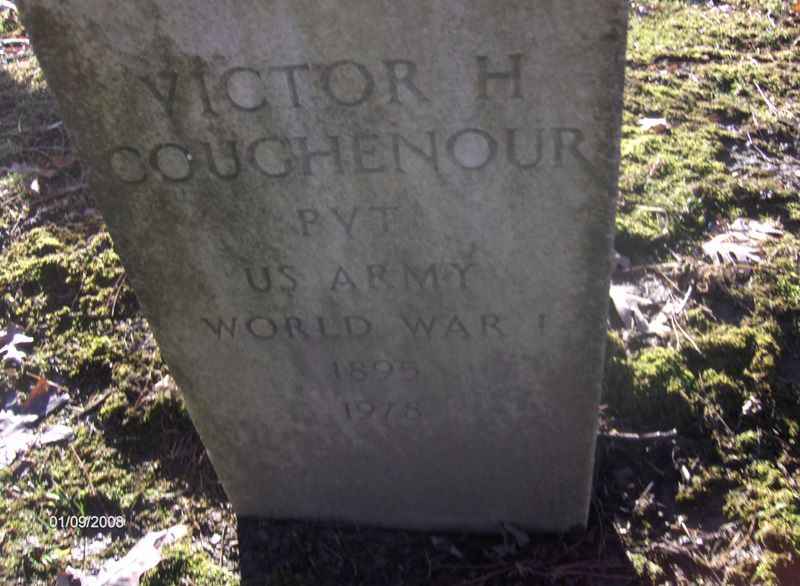 VICTOR H
COUGHENOUR
PVT
US ARMY
WORLD WAR I
1895
1978
01/09/2008